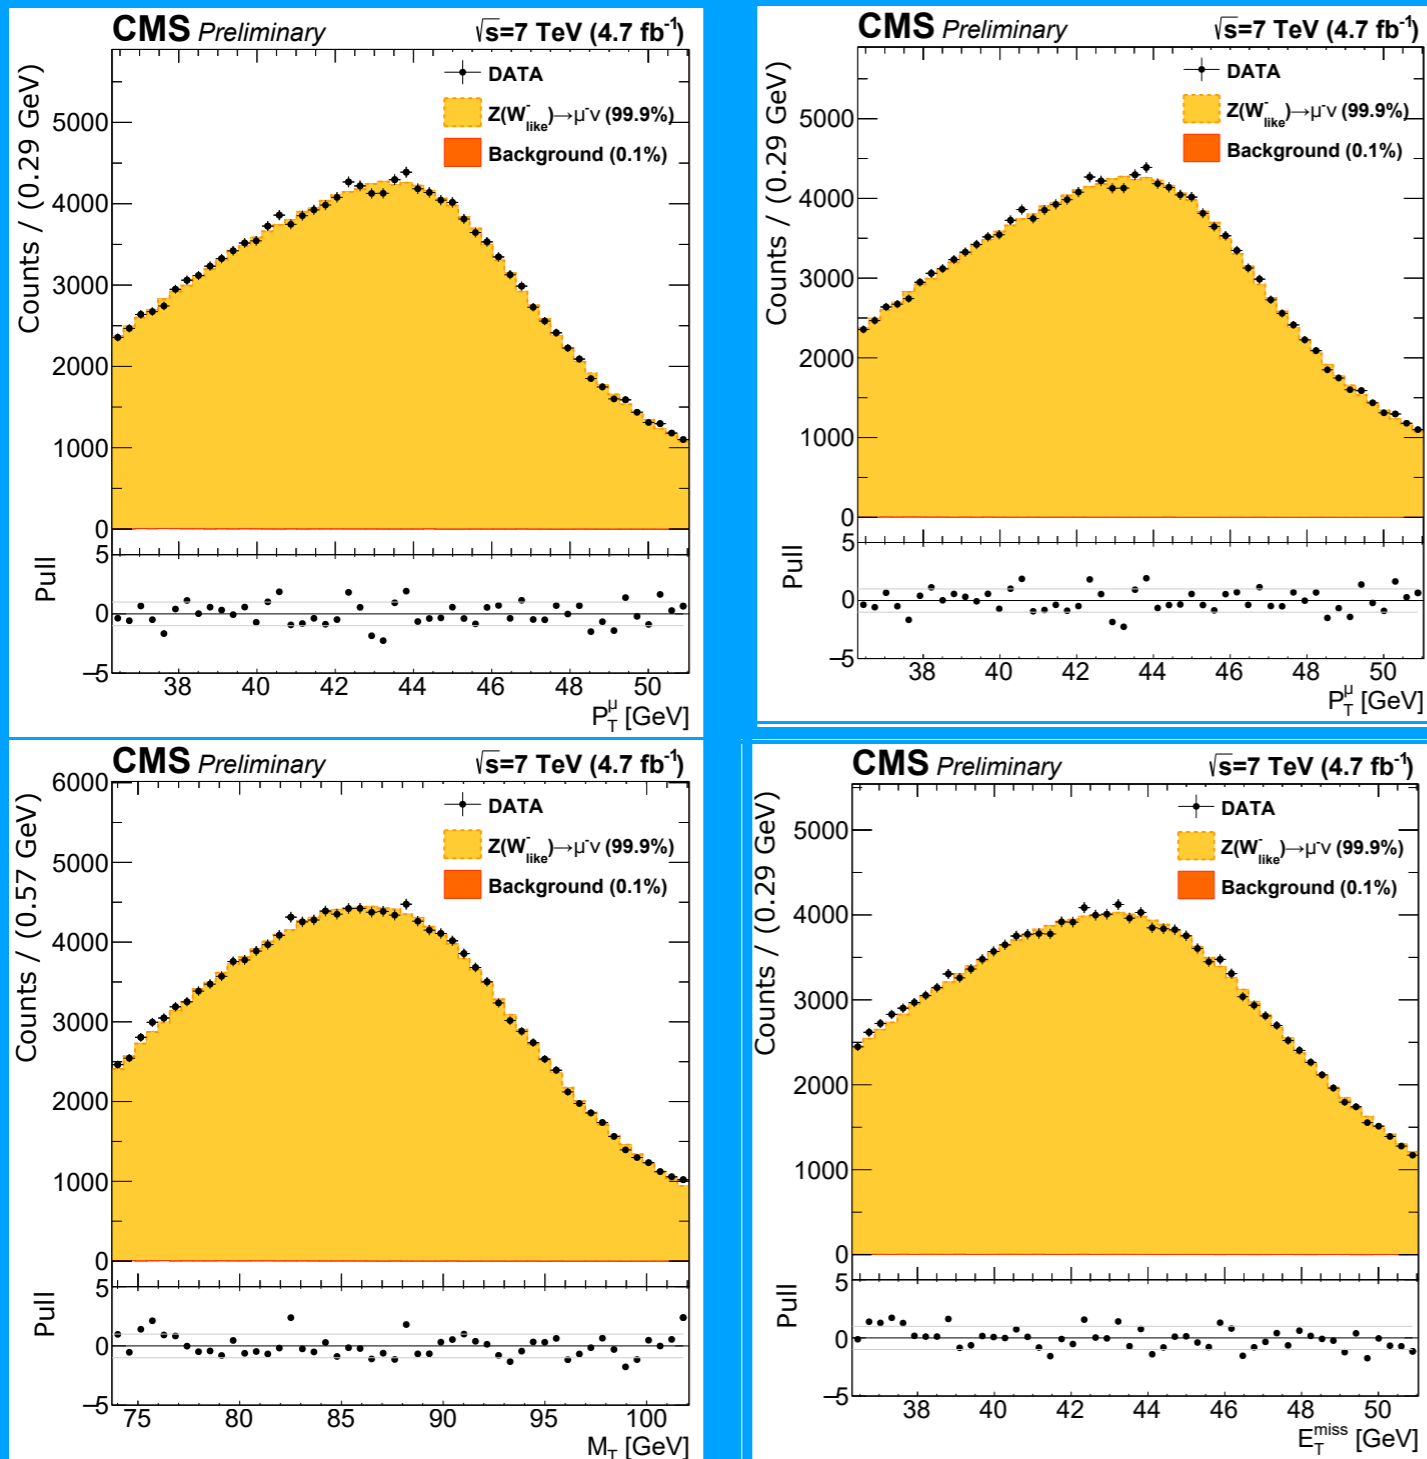 CMS Preliminary √s=7 TeV (4.7 fb⁻¹)
Counts / (0.29 GeV)
DATA
Z(W⁻like)→μ⁻ν (99.9%)
Background (0.1%)
5000
4000
3000
2000
1000
0
Pull
5
0
−5
38 40 42 44 46 48 50
P_T^μ [GeV]
CMS Preliminary √s=7 TeV (4.7 fb⁻¹)
Counts / (0.29 GeV)
DATA
Z(W⁻like)→μ⁻ν (99.9%)
Background (0.1%)
5000
4000
3000
2000
1000
0
Pull
5
0
−5
38 40 42 44 46 48 50
P_T^μ [GeV]
CMS Preliminary √s=7 TeV (4.7 fb⁻¹)
Counts / (0.57 GeV)
DATA
Z(W⁻like)→μ⁻ν (99.9%)
Background (0.1%)
6000
5000
4000
3000
2000
1000
0
Pull
5
0
−5
75 80 85 90 95 100
M_T [GeV]
CMS Preliminary √s=7 TeV (4.7 fb⁻¹)
Counts / (0.29 GeV)
DATA
Z(W⁻like)→μ⁻ν (99.9%)
Background (0.1%)
5000
4000
3000
2000
1000
0
Pull
5
0
−5
38 40 42 44 46 48 50
E_T^miss [GeV]